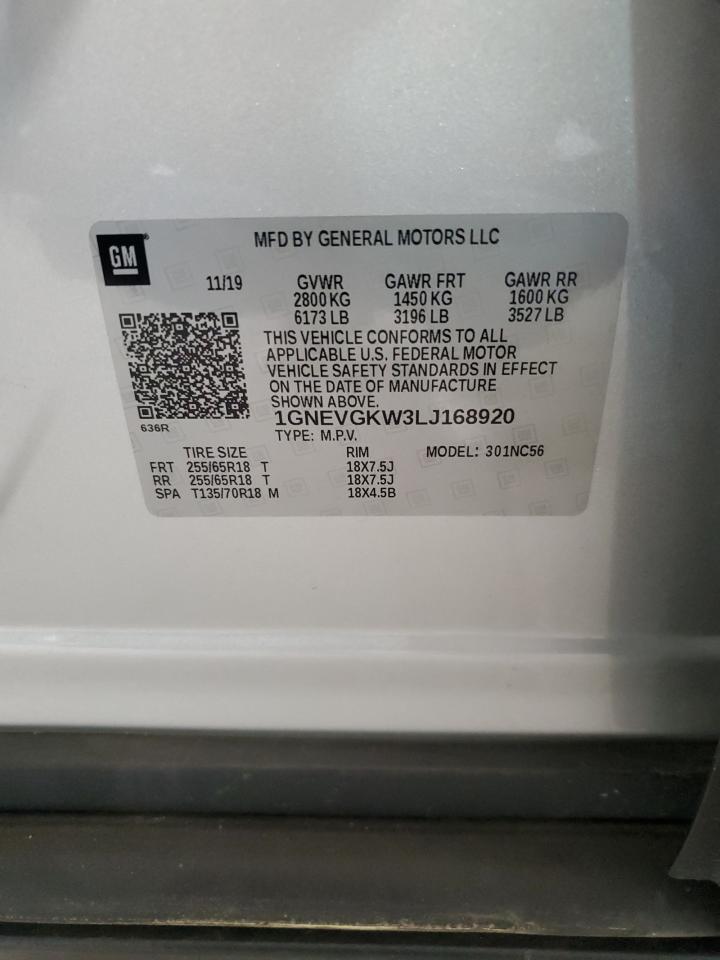 GM
MFD BY GENERAL MOTORS LLC
11/19 GVWR GAWR FRT GAWR RR
2800 KG 1450 KG 1600 KG
6173 LB 3196 LB 3527 LB
THIS VEHICLE CONFORMS TO ALL
APPLICABLE U.S. FEDERAL MOTOR
VEHICLE SAFETY STANDARDS IN EFFECT
ON THE DATE OF MANUFACTURE
SHOWN ABOVE.
1GNEVGKW3LJ168920
636R
TYPE: M.P.V.
TIRE SIZE RIM MODEL: 301NC56
FRT 255/65R18 T 18X7.5J
RR 255/65R18 T 18X7.5J
SPA T135/70R18 M 18X4.5B